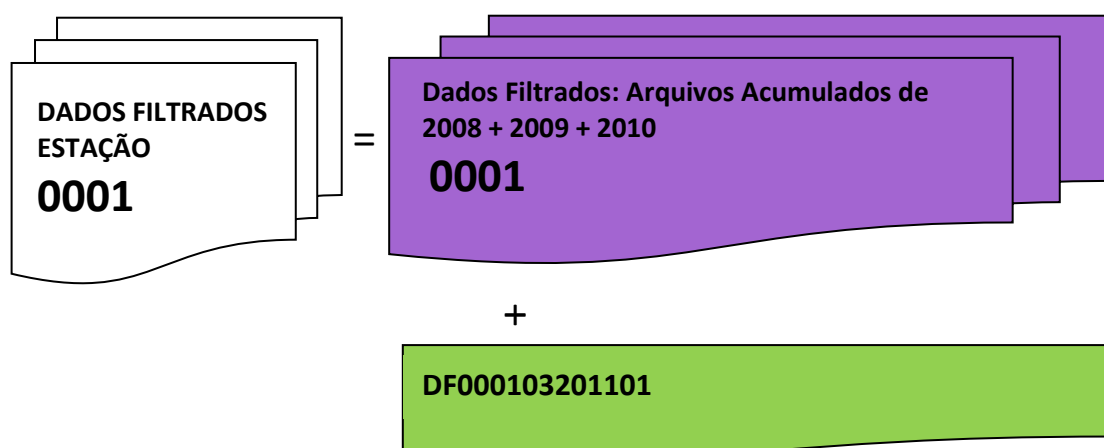 DADOS FILTRADOS
ESTAÇÃO
0001
=
Dados Filtrados: Arquivos Acumulados de
2008 + 2009 + 2010
0001
+
DF000103201101